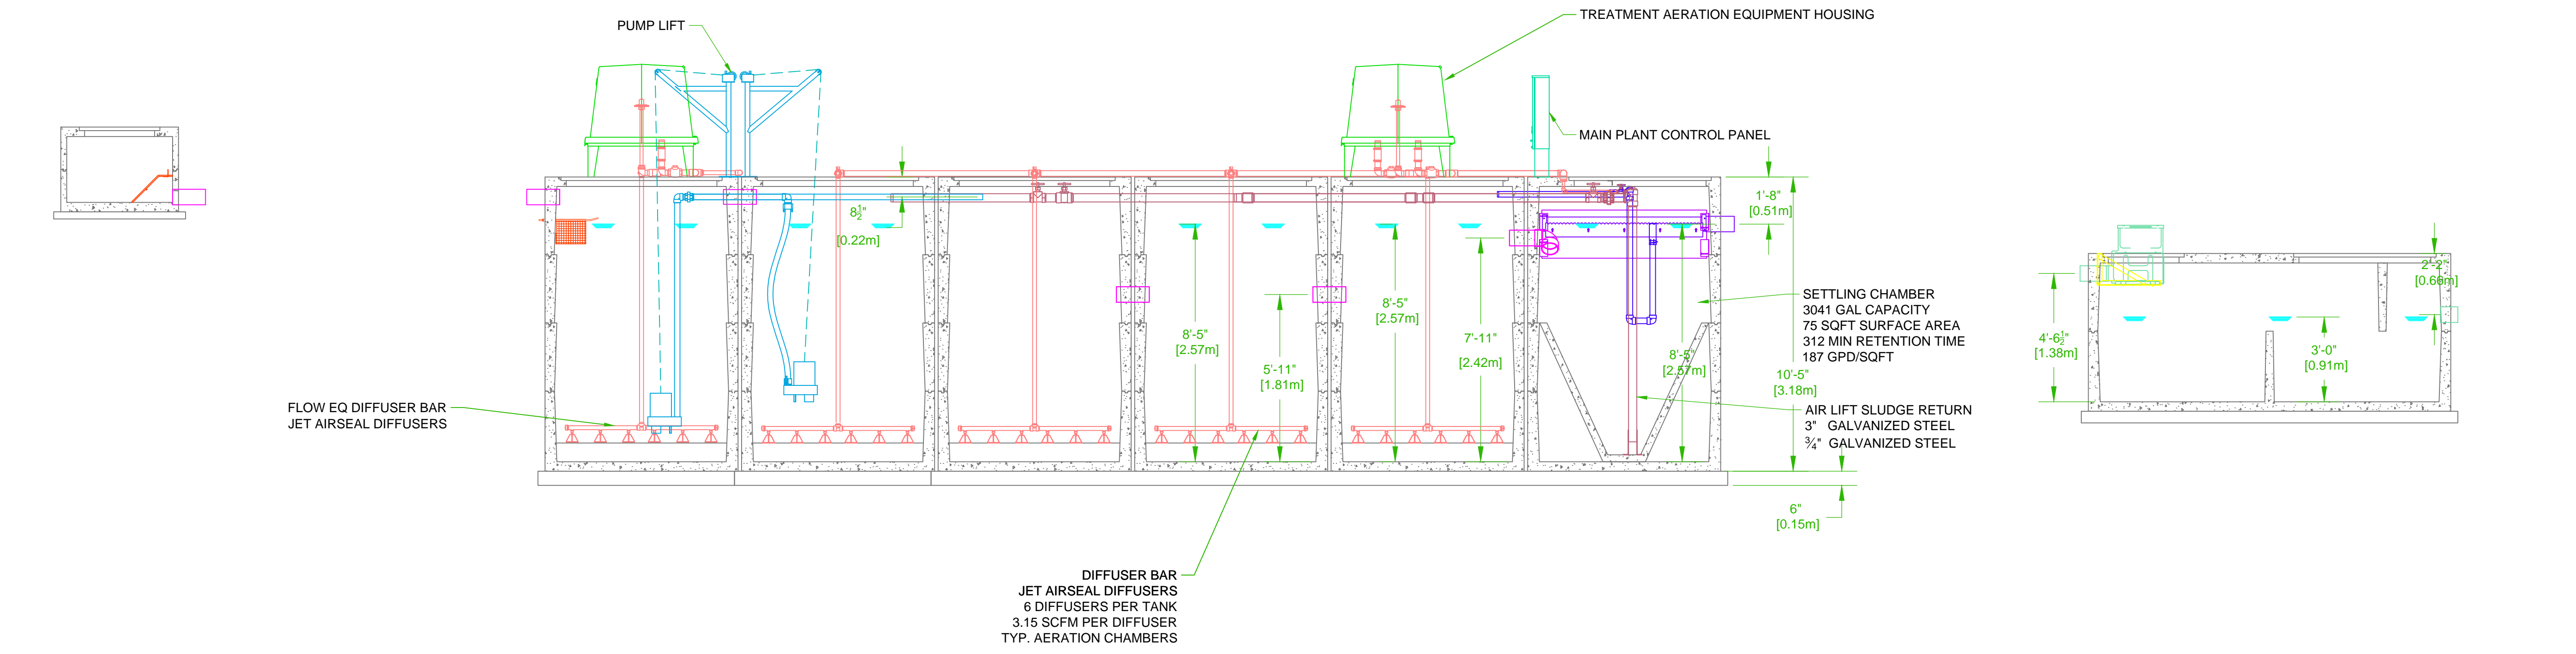 PUMP LIFT
TREATMENT AERATION EQUIPMENT HOUSING
MAIN PLANT CONTROL PANEL
8½"
[0.22m]
1'-8"
[0.51m]
8'-5"
[2.57m]
5'-11"
[1.81m]
8'-5"
[2.57m]
7'-11"
[2.42m]
8'-5"
[2.57m]
10'-5"
[3.18m]
SETTLING CHAMBER
3041 GAL CAPACITY
75 SQFT SURFACE AREA
312 MIN RETENTION TIME
187 GPD/SQFT
AIR LIFT SLUDGE RETURN
3" GALVANIZED STEEL
¾" GALVANIZED STEEL
6"
[0.15m]
FLOW EQ DIFFUSER BAR
JET AIRSEAL DIFFUSERS
DIFFUSER BAR
JET AIRSEAL DIFFUSERS
6 DIFFUSERS PER TANK
3.15 SCFM PER DIFFUSER
TYP. AERATION CHAMBERS
4'-6½"
[1.38m]
3'-0"
[0.91m]
2'-2"
[0.66m]